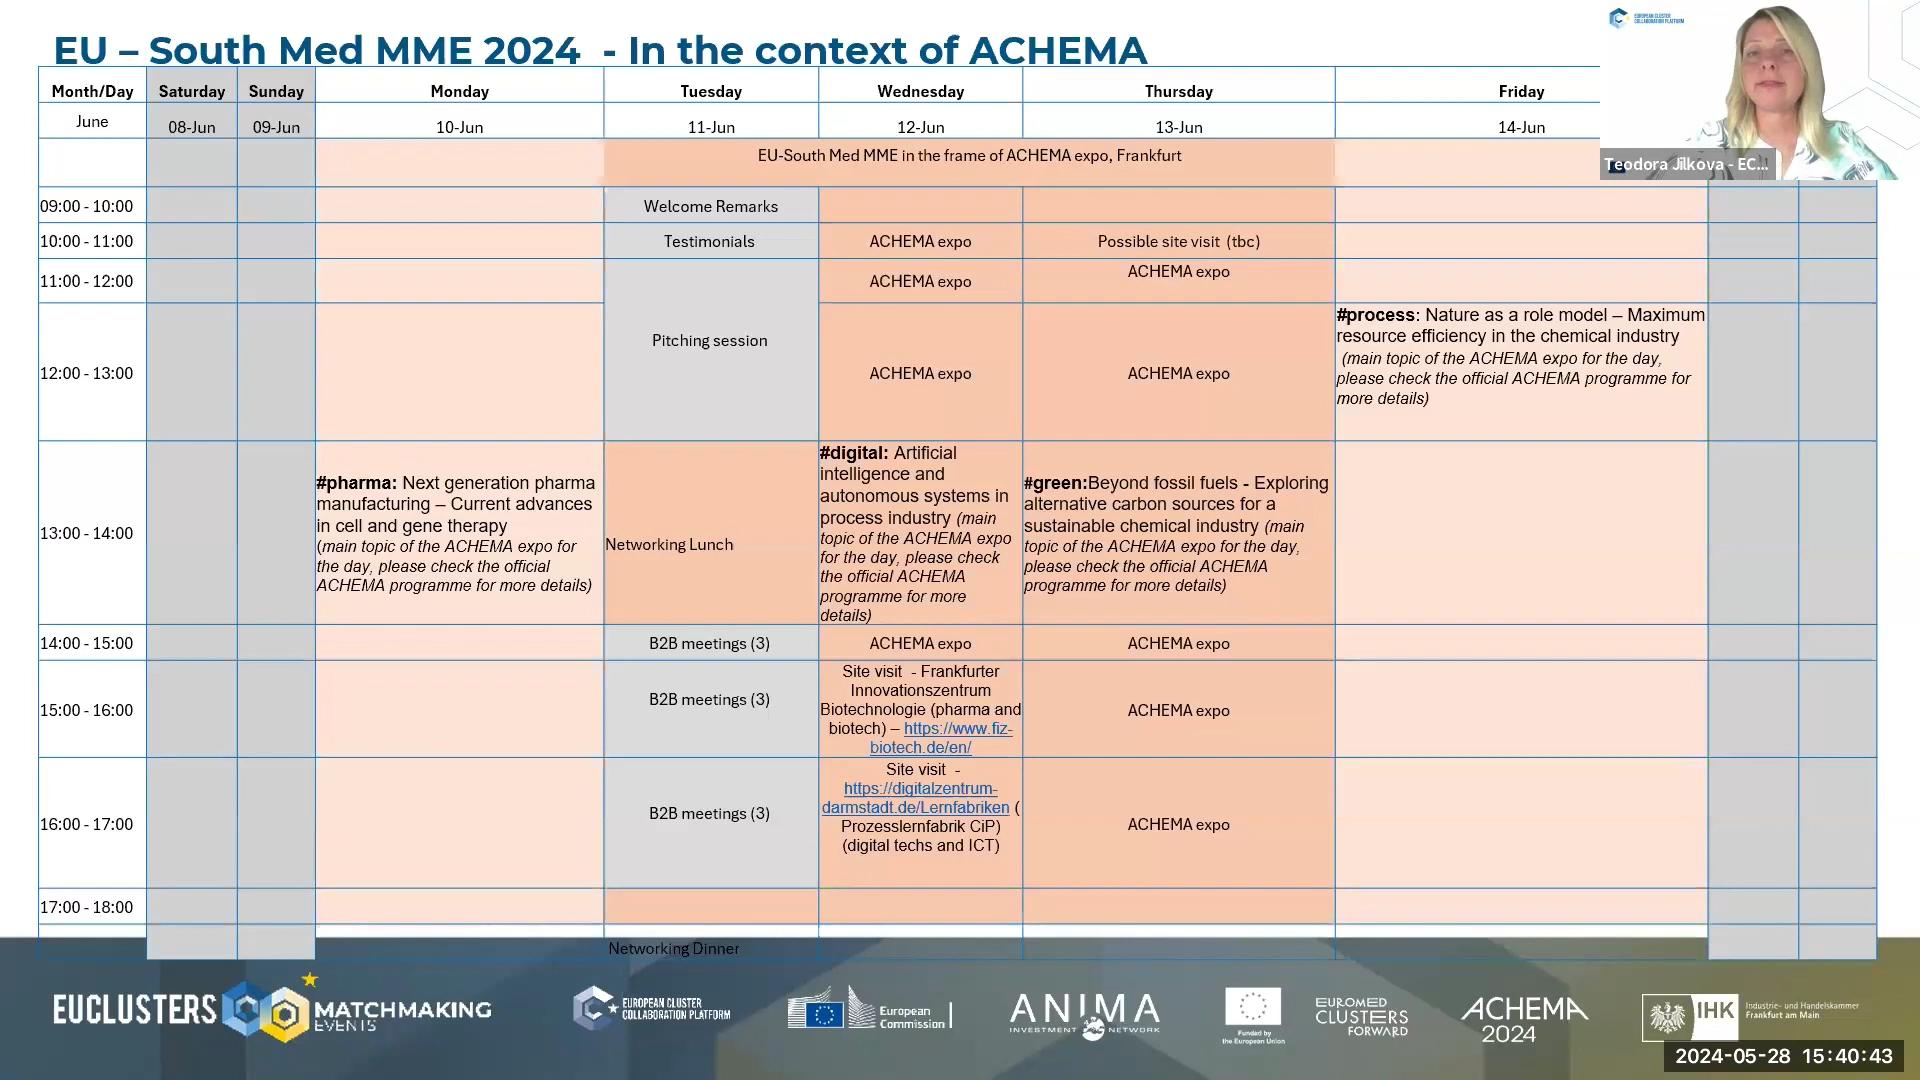 EU – South Med MME 2024 - In the context of ACHEMA
EUROPEAN CLUSTER
COLLABORATION PLATFORM
Teodora Jilkova - EC...
Month/Day Saturday Sunday Monday Tuesday Wednesday Thursday Friday
June 08-Jun 09-Jun 10-Jun 11-Jun 12-Jun 13-Jun 14-Jun
EU-South Med MME in the frame of ACHEMA expo, Frankfurt
09:00 - 10:00 Welcome Remarks
10:00 - 11:00 Testimonials ACHEMA expo Possible site visit (tbc)
11:00 - 12:00 ACHEMA expo ACHEMA expo
Pitching session
12:00 - 13:00 ACHEMA expo ACHEMA expo
#process: Nature as a role model – Maximum
resource efficiency in the chemical industry
(main topic of the ACHEMA expo for the day,
please check the official ACHEMA programme for
more details)
13:00 - 14:00
#pharma: Next generation pharma
manufacturing – Current advances
in cell and gene therapy
(main topic of the ACHEMA expo for
the day, please check the official
ACHEMA programme for more details)
Networking Lunch
#digital: Artificial
intelligence and
autonomous systems in
process industry (main
topic of the ACHEMA expo
for the day, please check
the official ACHEMA
programme for more
details)
#green:Beyond fossil fuels - Exploring
alternative carbon sources for a
sustainable chemical industry (main
topic of the ACHEMA expo for the day,
please check the official ACHEMA
programme for more details)
14:00 - 15:00 B2B meetings (3) ACHEMA expo ACHEMA expo
15:00 - 16:00 B2B meetings (3)
Site visit - Frankfurter
Innovationszentrum
Biotechnologie (pharma and
biotech) – https://www.fiz-
biotech.de/en/
ACHEMA expo
16:00 - 17:00 B2B meetings (3)
Site visit -
https://digitalzentrum-
darmstadt.de/Lernfabriken (
Prozesslernfabrik CiP)
(digital techs and ICT)
ACHEMA expo
17:00 - 18:00
Networking Dinner
EUCLUSTERS MATCHMAKING
EVENTS
EUROPEAN CLUSTER
COLLABORATION PLATFORM
European
Commission
ANIMA
INVESTMENT NETWORK
Funded by
the European Union
EUROMED
CLUSTERS
FORWARD
ACHEMA
2024
IHK
Industrie- und Handelskammer
Frankfurt am Main
2024-05-28 15:40:43